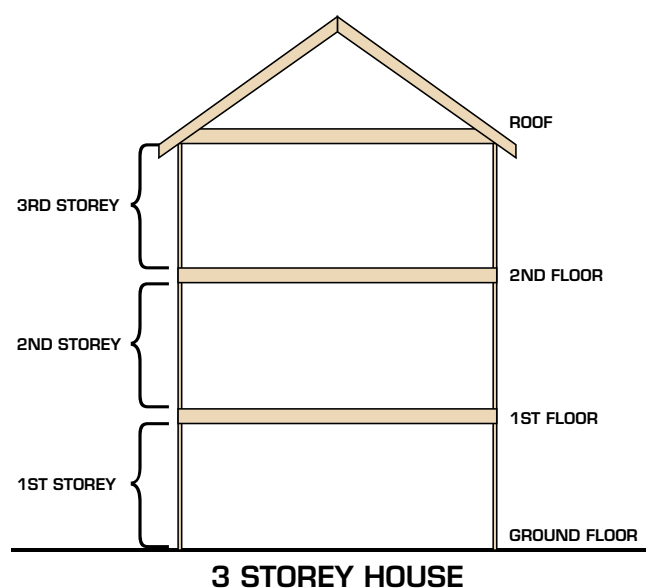 ROOF
3RD STOREY
2ND FLOOR
2ND STOREY
1ST FLOOR
1ST STOREY
GROUND FLOOR
3 STOREY HOUSE